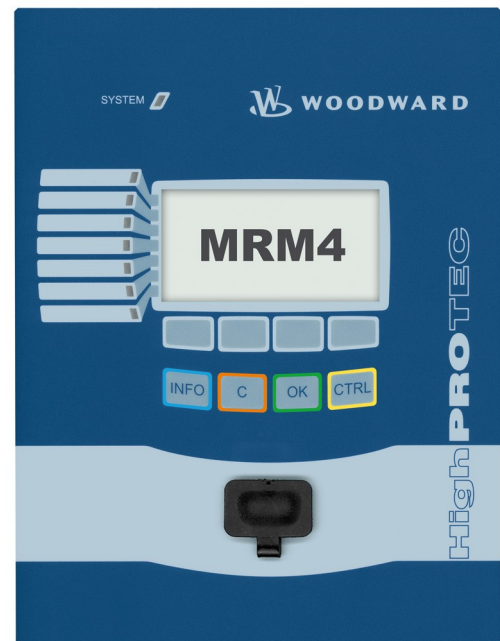 SYSTEM
WOODWARD
MRM4
INFO
C
OK
CTRL
HighPROTEC